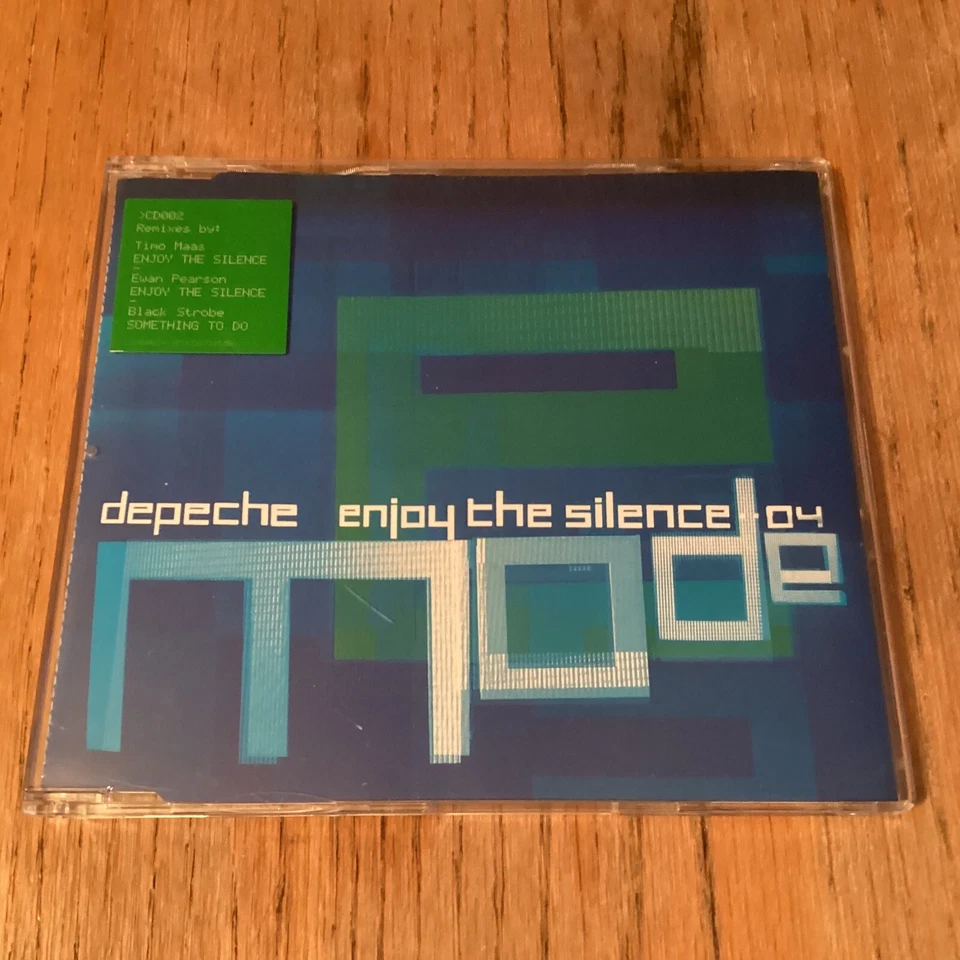 >CD002
Remixes by:
Timo Maas
ENJOY THE SILENCE
-
Ewan Pearson
ENJOY THE SILENCE
-
Black Strobe
SOMETHING TO DO
depeche enjoy the silence ·04
mode